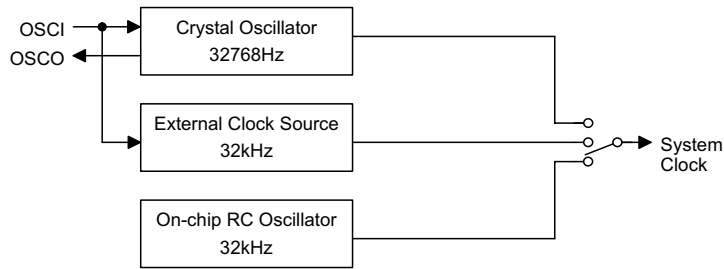 OSCI
OSCO
Crystal Oscillator
32768Hz
External Clock Source
32kHz
On-chip RC Oscillator
32kHz
System
Clock